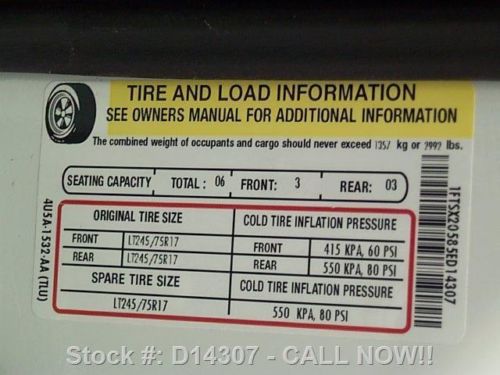 TIRE AND LOAD INFORMATION
SEE OWNERS MANUAL FOR ADDITIONAL INFORMATION
The combined weight of occupants and cargo should never exceed 1357 kg or 2992 lbs.
SEATING CAPACITY TOTAL: 06 FRONT: 3 REAR: 03
ORIGINAL TIRE SIZE COLD TIRE INFLATION PRESSURE
FRONT LT245/75R17 FRONT 415 KPA, 60 PSI
REAR LT245/75R17 REAR 550 KPA, 80 PSI
SPARE TIRE SIZE COLD TIRE INFLATION PRESSURE
LT245/75R17 550 KPA, 80 PSI
4U5A-1532-AA (TLU)
1FTSX20585ED14307
Stock #: D14307 - CALL NOW!!